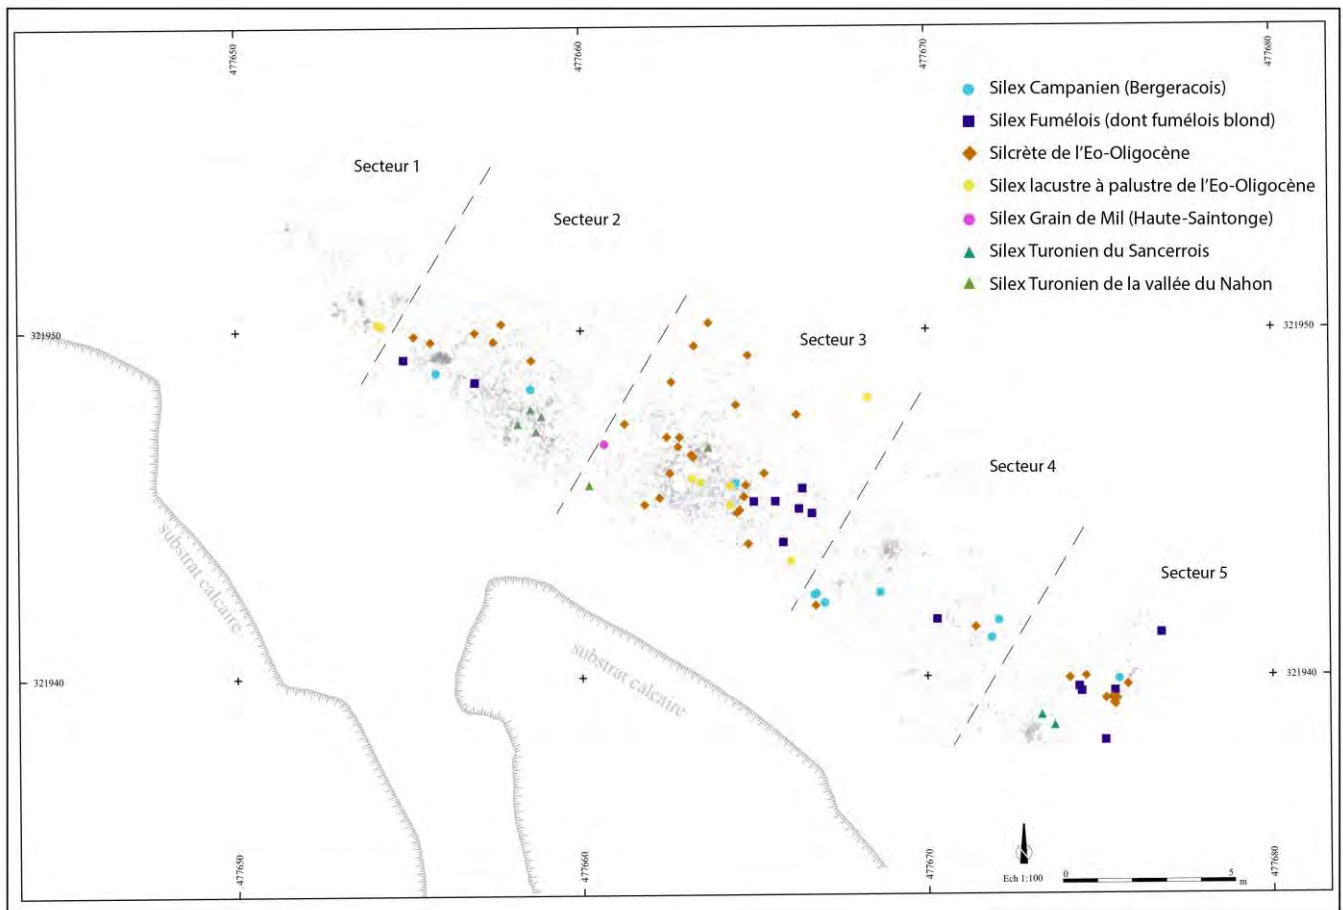 477650
477660
477670
477680
Silex Campanien (Bergeracois)
Silex Fumélois (dont fumélois blond)
Silcrète de l'Eo-Oligocène
Silex lacustre à palustre de l'Eo-Oligocène
Silex Grain de Mil (Haute-Saintonge)
Silex Turonien du Sancerrois
Silex Turonien de la vallée du Nahon
Secteur 1
Secteur 2
Secteur 3
Secteur 4
Secteur 5
321950
321950
substrat calcaire
substrat calcaire
321940
321940
N
Ech 1:100
0
5
m
477650
477660
477670
477680